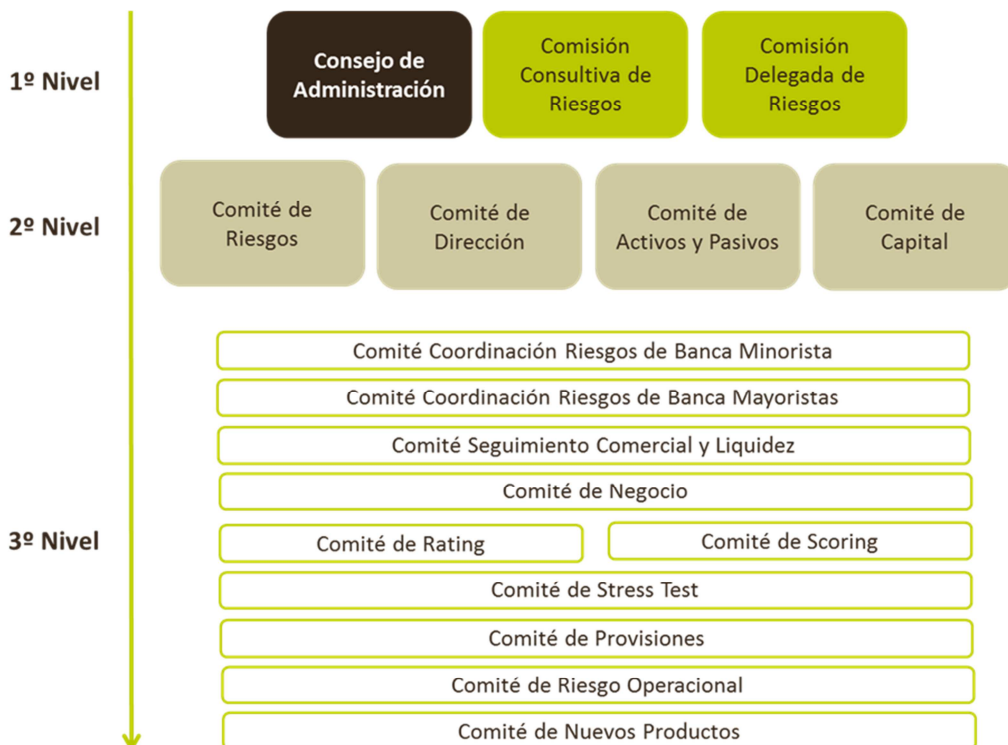 1º Nivel
Consejo de
Administración
Comisión
Consultiva de
Riesgos
Comisión
Delegada de
Riesgos
2º Nivel
Comité de
Riesgos
Comité de
Dirección
Comité de
Activos y Pasivos
Comité de
Capital
3º Nivel
Comité Coordinación Riesgos de Banca Minorista
Comité Coordinación Riesgos de Banca Mayoristas
Comité Seguimiento Comercial y Liquidez
Comité de Negocio
Comité de Rating
Comité de Scoring
Comité de Stress Test
Comité de Provisiones
Comité de Riesgo Operacional
Comité de Nuevos Productos